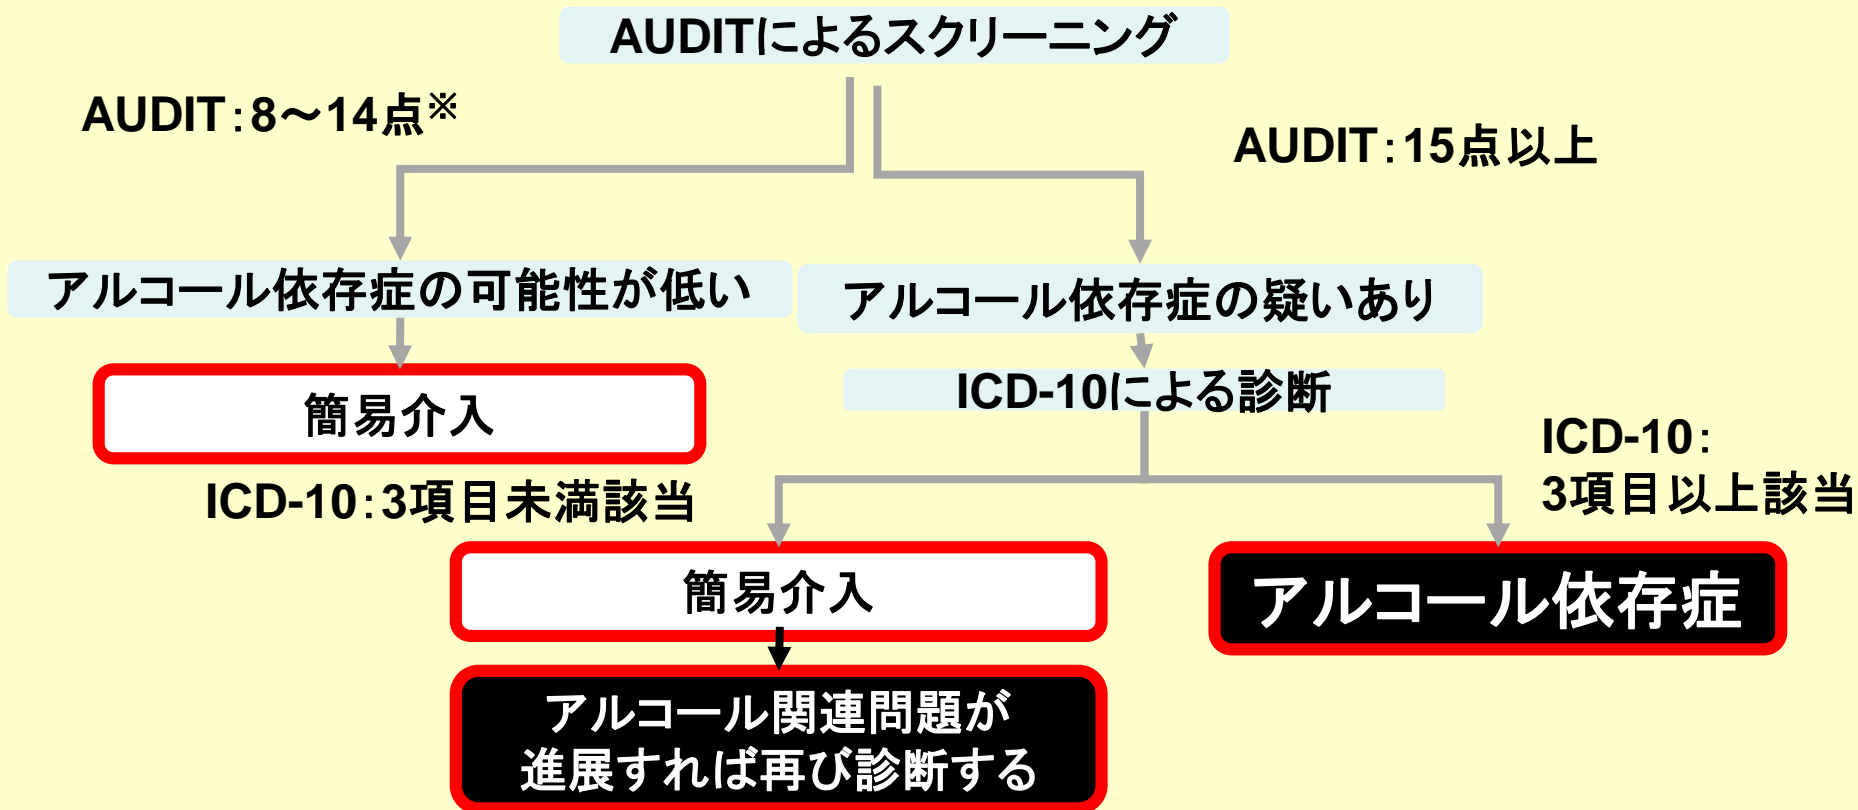 AUDITによるスクリーニング
AUDIT:8～14点※
AUDIT:15点以上
アルコール依存症の可能性が低い
アルコール依存症の疑いあり
簡易介入
ICD-10による診断
ICD-10:3項目未満該当
ICD-10:
3項目以上該当
簡易介入
アルコール依存症
アルコール関連問題が
進展すれば再び診断する